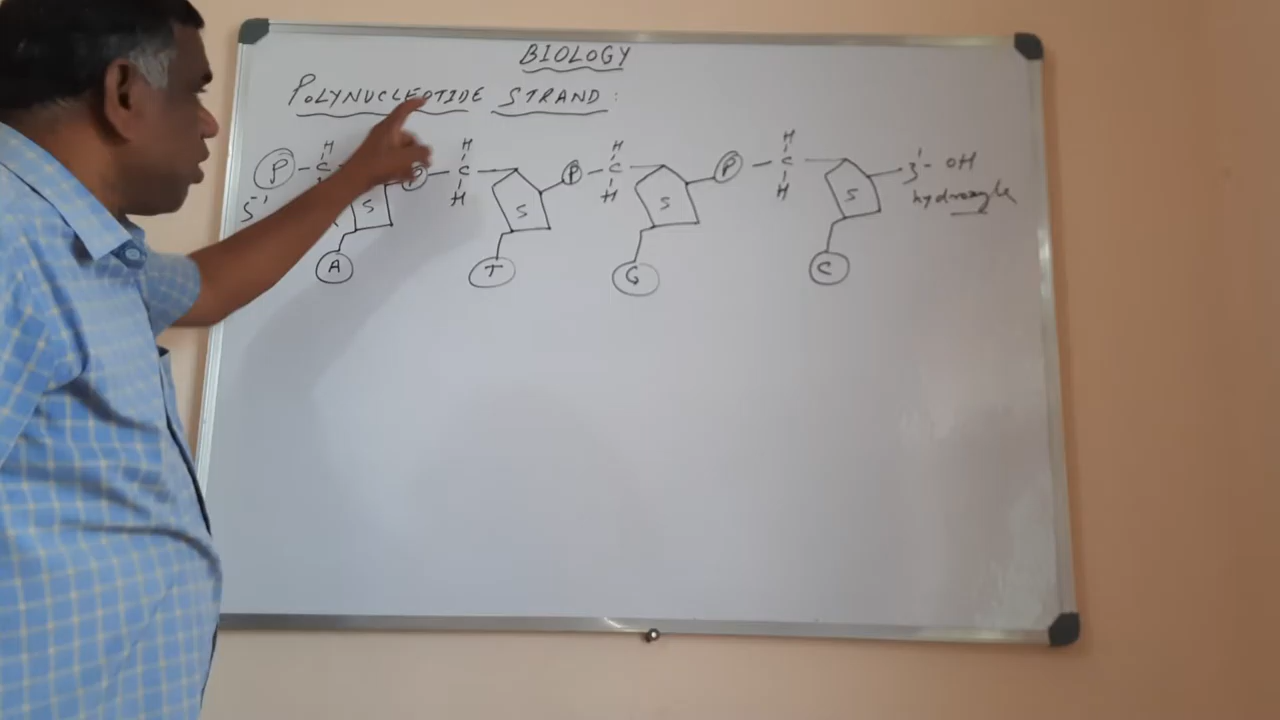 BIOLOGY
POLYNUCLEOTIDE STRAND:
H H H H
P C P C P C P C 3' - OH
H H H
5' hydroxyle
S S S S
A T G C